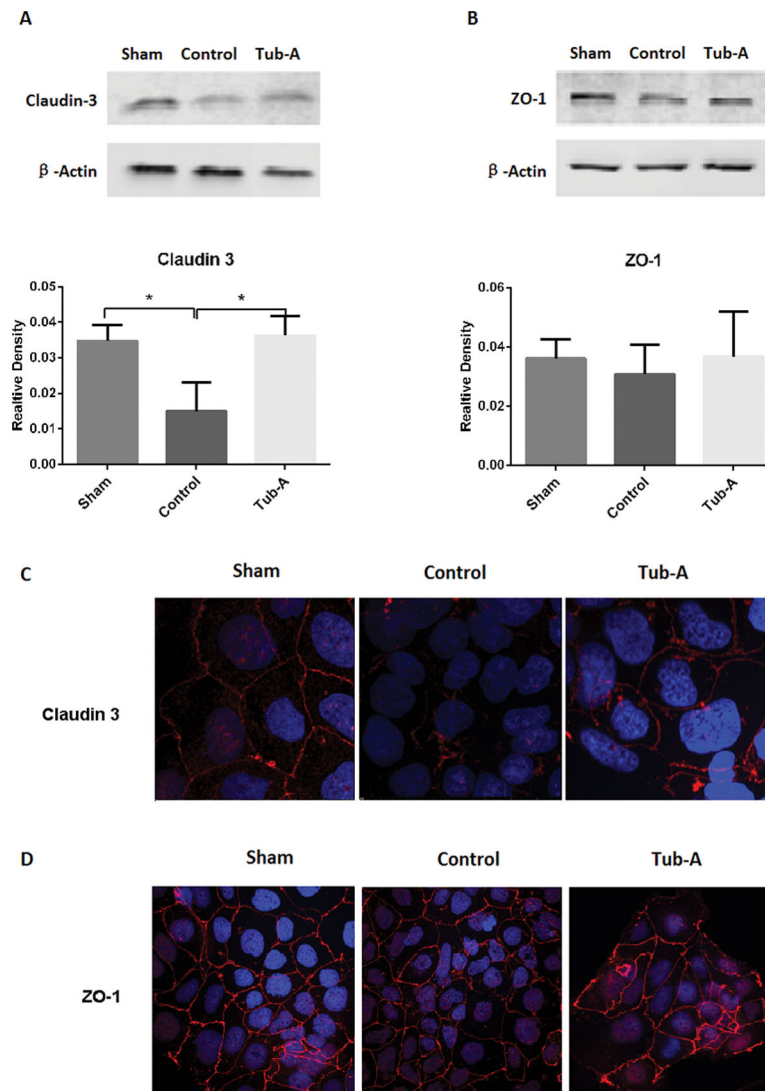 A
Sham Control Tub-A
Claudin-3
β-Actin
Claudin 3
Realtive Density
0.05
0.04
0.03
0.02
0.01
0.00
* *
Sham Control Tub-A
B
Sham Control Tub-A
ZO-1
β-Actin
ZO-1
Realtive Density
0.06
0.04
0.02
0.00
Sham Control Tub-A
C
Sham Control Tub-A
Claudin 3
D
Sham Control Tub-A
ZO-1